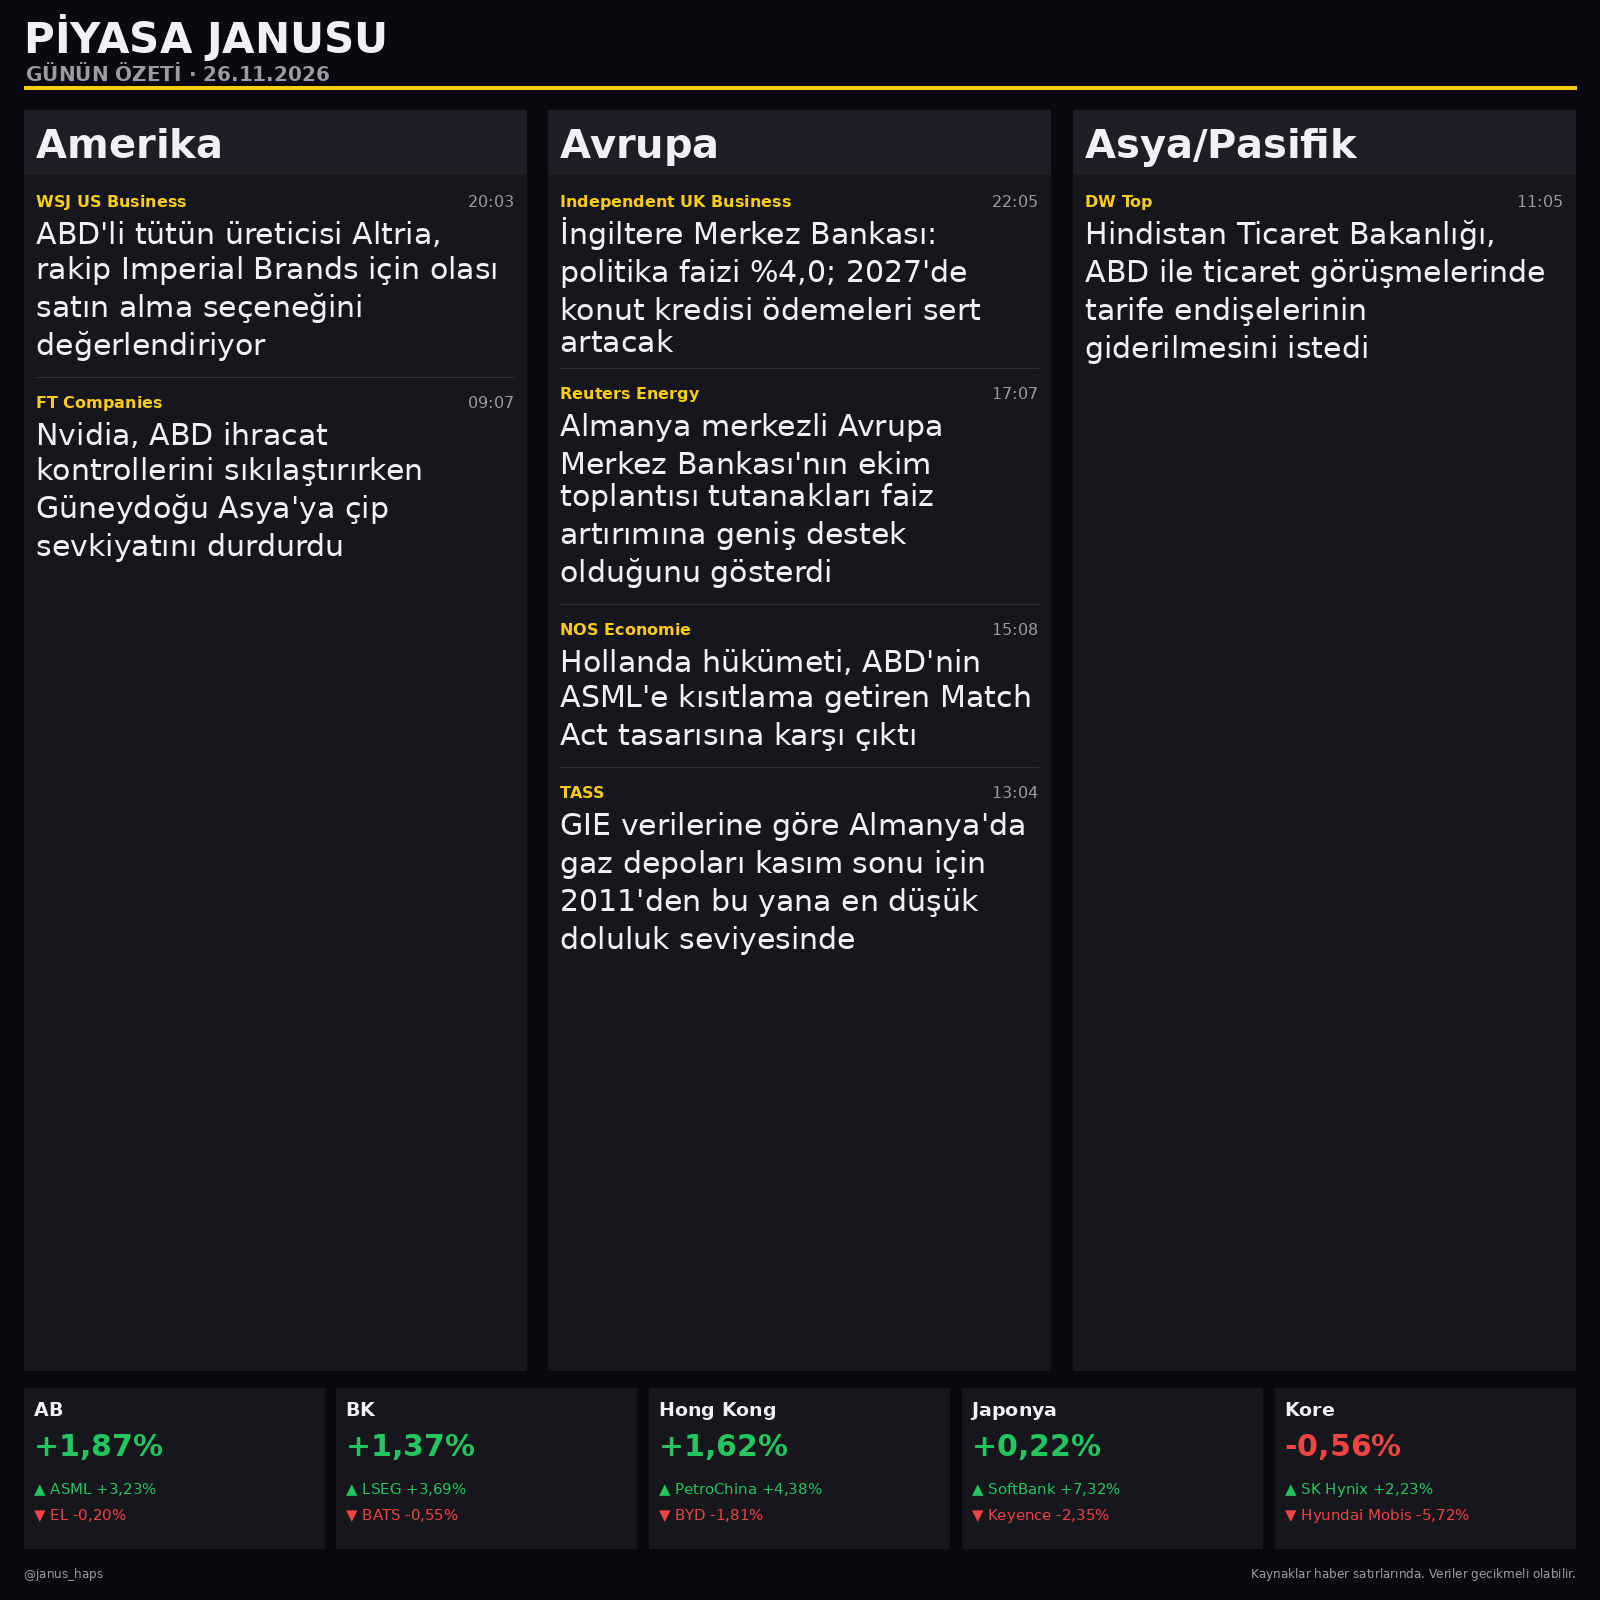 PİYASA JANUSU
GÜNÜN ÖZETİ · 26.11.2026
Amerika
WSJ US Business 20:03
ABD'li tütün üreticisi Altria,
rakip Imperial Brands için olası
satın alma seçeneğini
değerlendiriyor
FT Companies 09:07
Nvidia, ABD ihracat
kontrollerini sıkılaştırırken
Güneydoğu Asya'ya çip
sevkiyatını durdurdu
Avrupa
Independent UK Business 22:05
İngiltere Merkez Bankası:
politika faizi %4,0; 2027'de
konut kredisi ödemeleri sert
artacak
Reuters Energy 17:07
Almanya merkezli Avrupa
Merkez Bankası'nın ekim
toplantısı tutanakları faiz
artırımına geniş destek
olduğunu gösterdi
NOS Economie 15:08
Hollanda hükümeti, ABD'nin
ASML'e kısıtlama getiren Match
Act tasarısına karşı çıktı
TASS 13:04
GIE verilerine göre Almanya'da
gaz depoları kasım sonu için
2011'den bu yana en düşük
doluluk seviyesinde
Asya/Pasifik
DW Top 11:05
Hindistan Ticaret Bakanlığı,
ABD ile ticaret görüşmelerinde
tarife endişelerinin
giderilmesini istedi
AB
+1,87%
▲ ASML +3,23%
▼ EL -0,20%
BK
+1,37%
▲ LSEG +3,69%
▼ BATS -0,55%
Hong Kong
+1,62%
▲ PetroChina +4,38%
▼ BYD -1,81%
Japonya
+0,22%
▲ SoftBank +7,32%
▼ Keyence -2,35%
Kore
-0,56%
▲ SK Hynix +2,23%
▼ Hyundai Mobis -5,72%
@janus_haps
Kaynaklar haber satırlarında. Veriler gecikmeli olabilir.